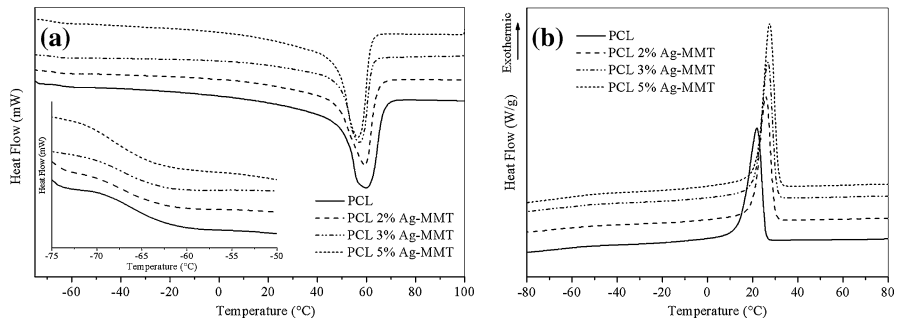 (a)
Heat Flow (mW)
Heat Flow (mW)
-75 -70 -65 -60 -55 -50
Temperature (°C)
PCL
PCL 2% Ag-MMT
PCL 3% Ag-MMT
PCL 5% Ag-MMT
-60 -40 -20 0 20 40 60 80 100
Temperature (°C)
(b)
Exothermic
Heat Flow (W/g)
PCL
PCL 2% Ag-MMT
PCL 3% Ag-MMT
PCL 5% Ag-MMT
-80 -60 -40 -20 0 20 40 60 80
Temperature (°C)